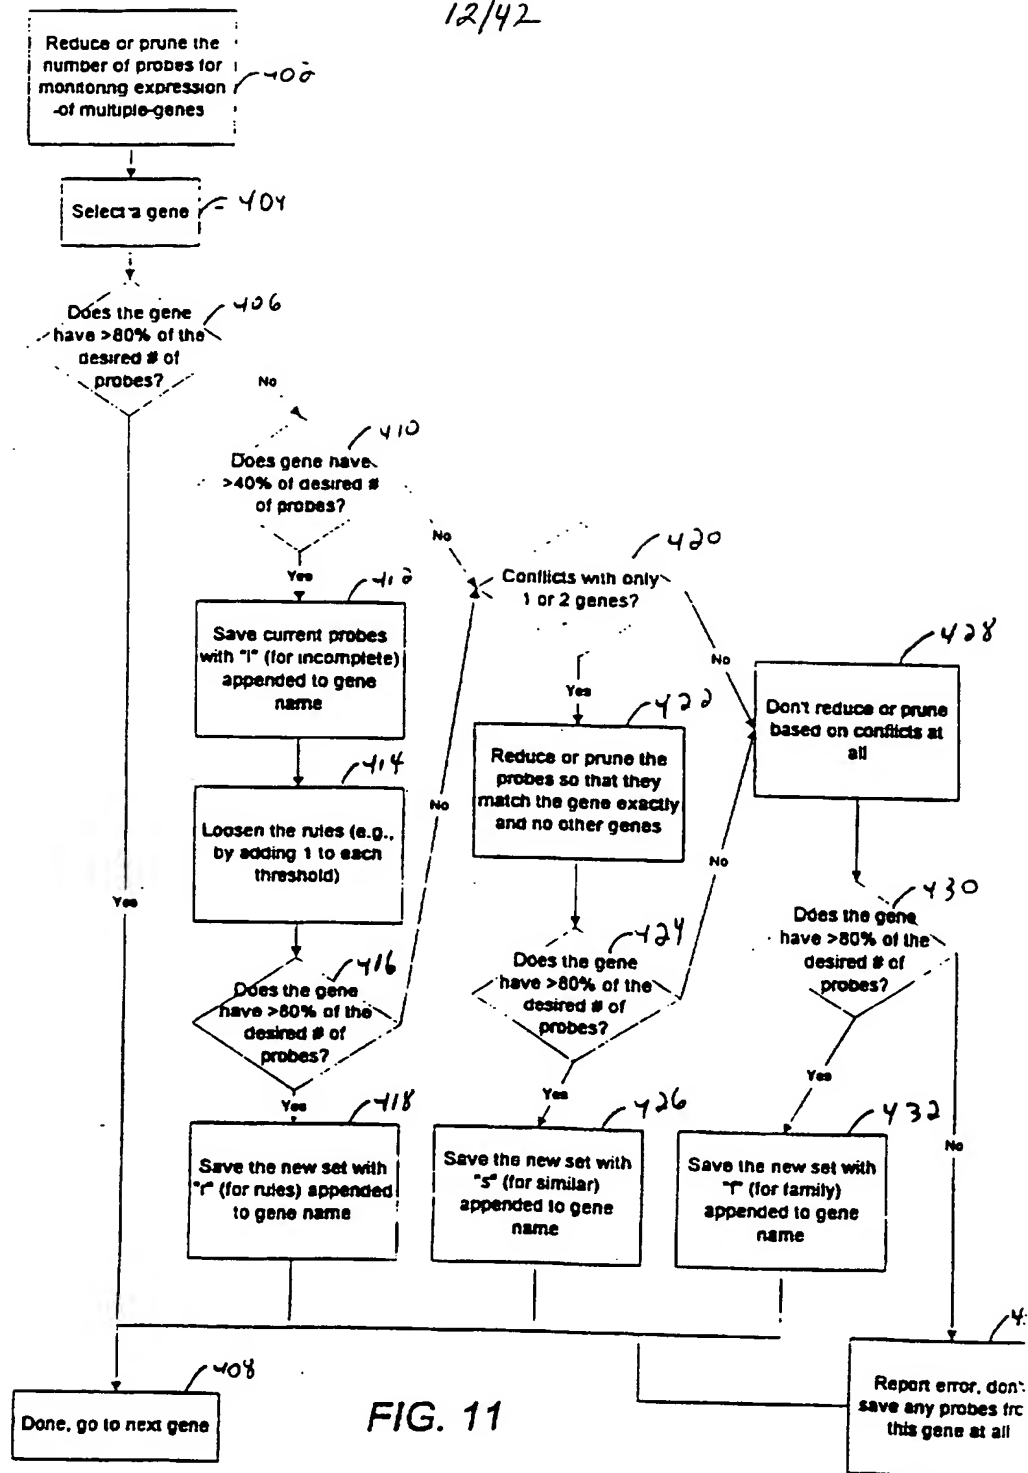 12/42
Reduce or prune the
number of probes for
monitoring expression
of multiple-genes
402
Select a gene
404
Does the gene
have >80% of the
desired # of
probes?
406
No
Does gene have
>40% of desired #
of probes?
410
No
Yes
Save current probes
with "i" (for incomplete)
appended to gene
name
412
Loosen the rules (e.g.,
by adding 1 to each
threshold)
414
Does the gene
have >80% of the
desired # of
probes?
416
No
Yes
Save the new set with
"r" (for rules) appended
to gene name
418
Conflicts with only
1 or 2 genes?
420
No
Yes
Reduce or prune the
probes so that they
match the gene exactly
and no other genes
422
Does the gene
have >80% of the
desired # of
probes?
424
No
Yes
Save the new set with
"s" (for similar)
appended to gene
name
426
Don't reduce or prune
based on conflicts at
all
428
Does the gene
have >80% of the
desired # of
probes?
430
Yes
No
Save the new set with
"f" (for family)
appended to gene
name
432
Yes
Report error, don't
save any probes
this gene at all
Done, go to next gene
408
FIG. 11